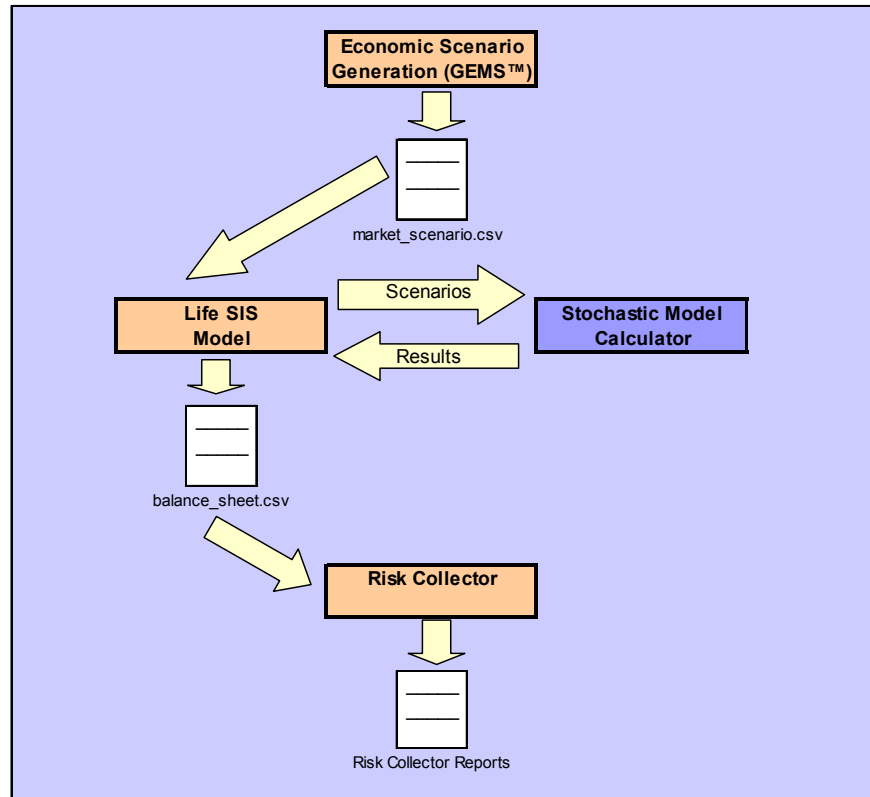 Economic Scenario
Generation (GEMS™)
market_scenario.csv
Scenarios
Life SIS
Model
Stochastic Model
Calculator
Results
balance_sheet.csv
Risk Collector
Risk Collector Reports